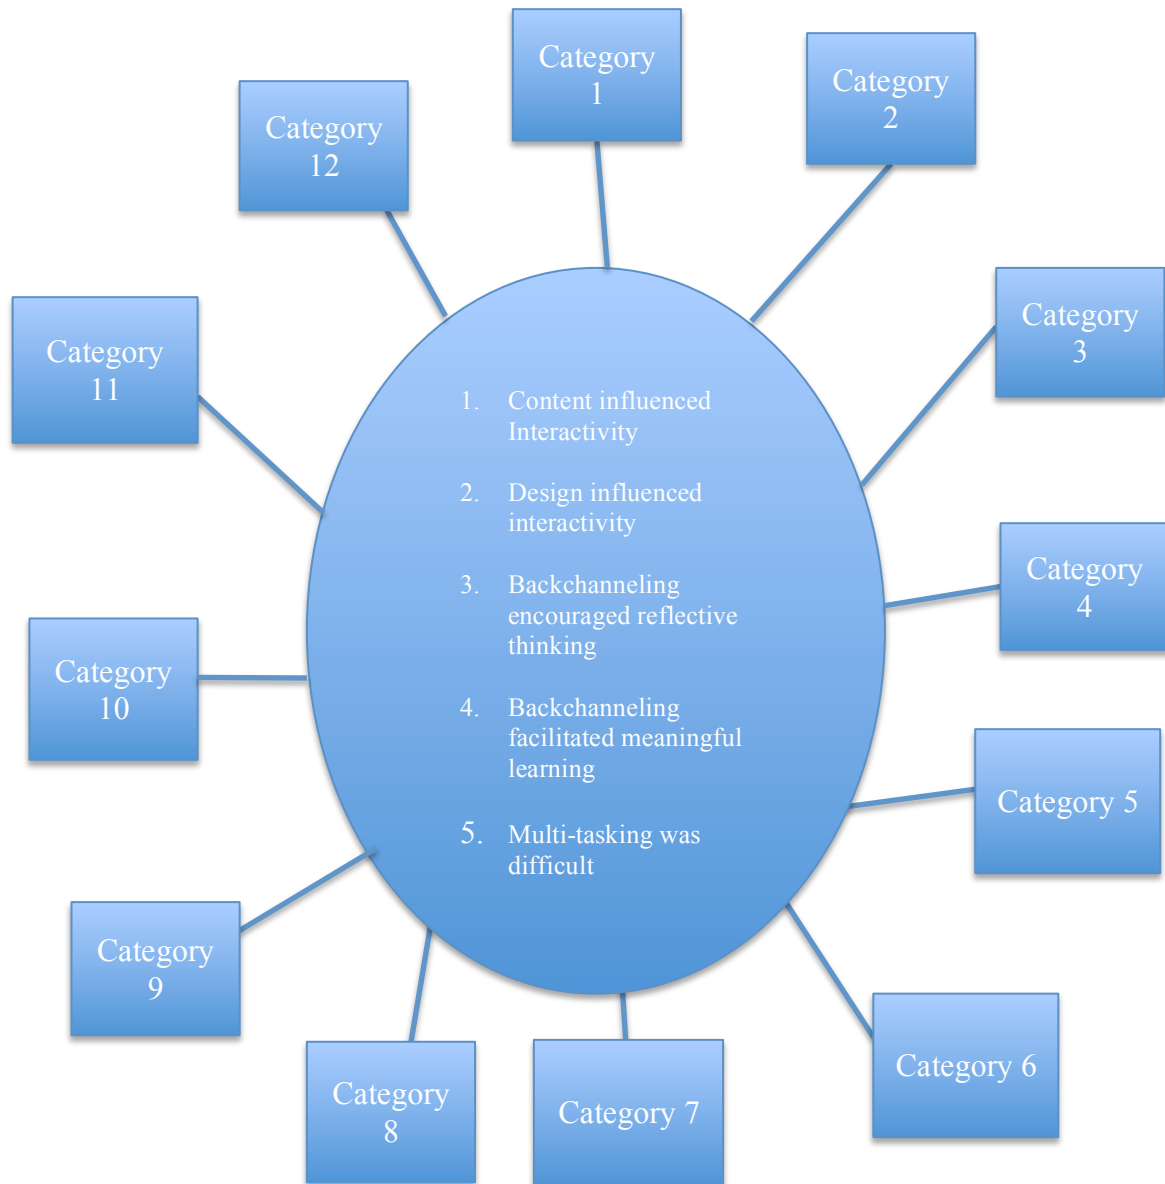 Category
1
Category
2
Category
12
Category
3
Category
11
1. Content influenced
Interactivity
2. Design influenced
interactivity
3. Backchanneling
encouraged reflective
thinking
4. Backchanneling
facilitated meaningful
learning
5. Multi-tasking was
difficult
Category
4
Category
10
Category 5
Category
9
Category 6
Category
8
Category 7